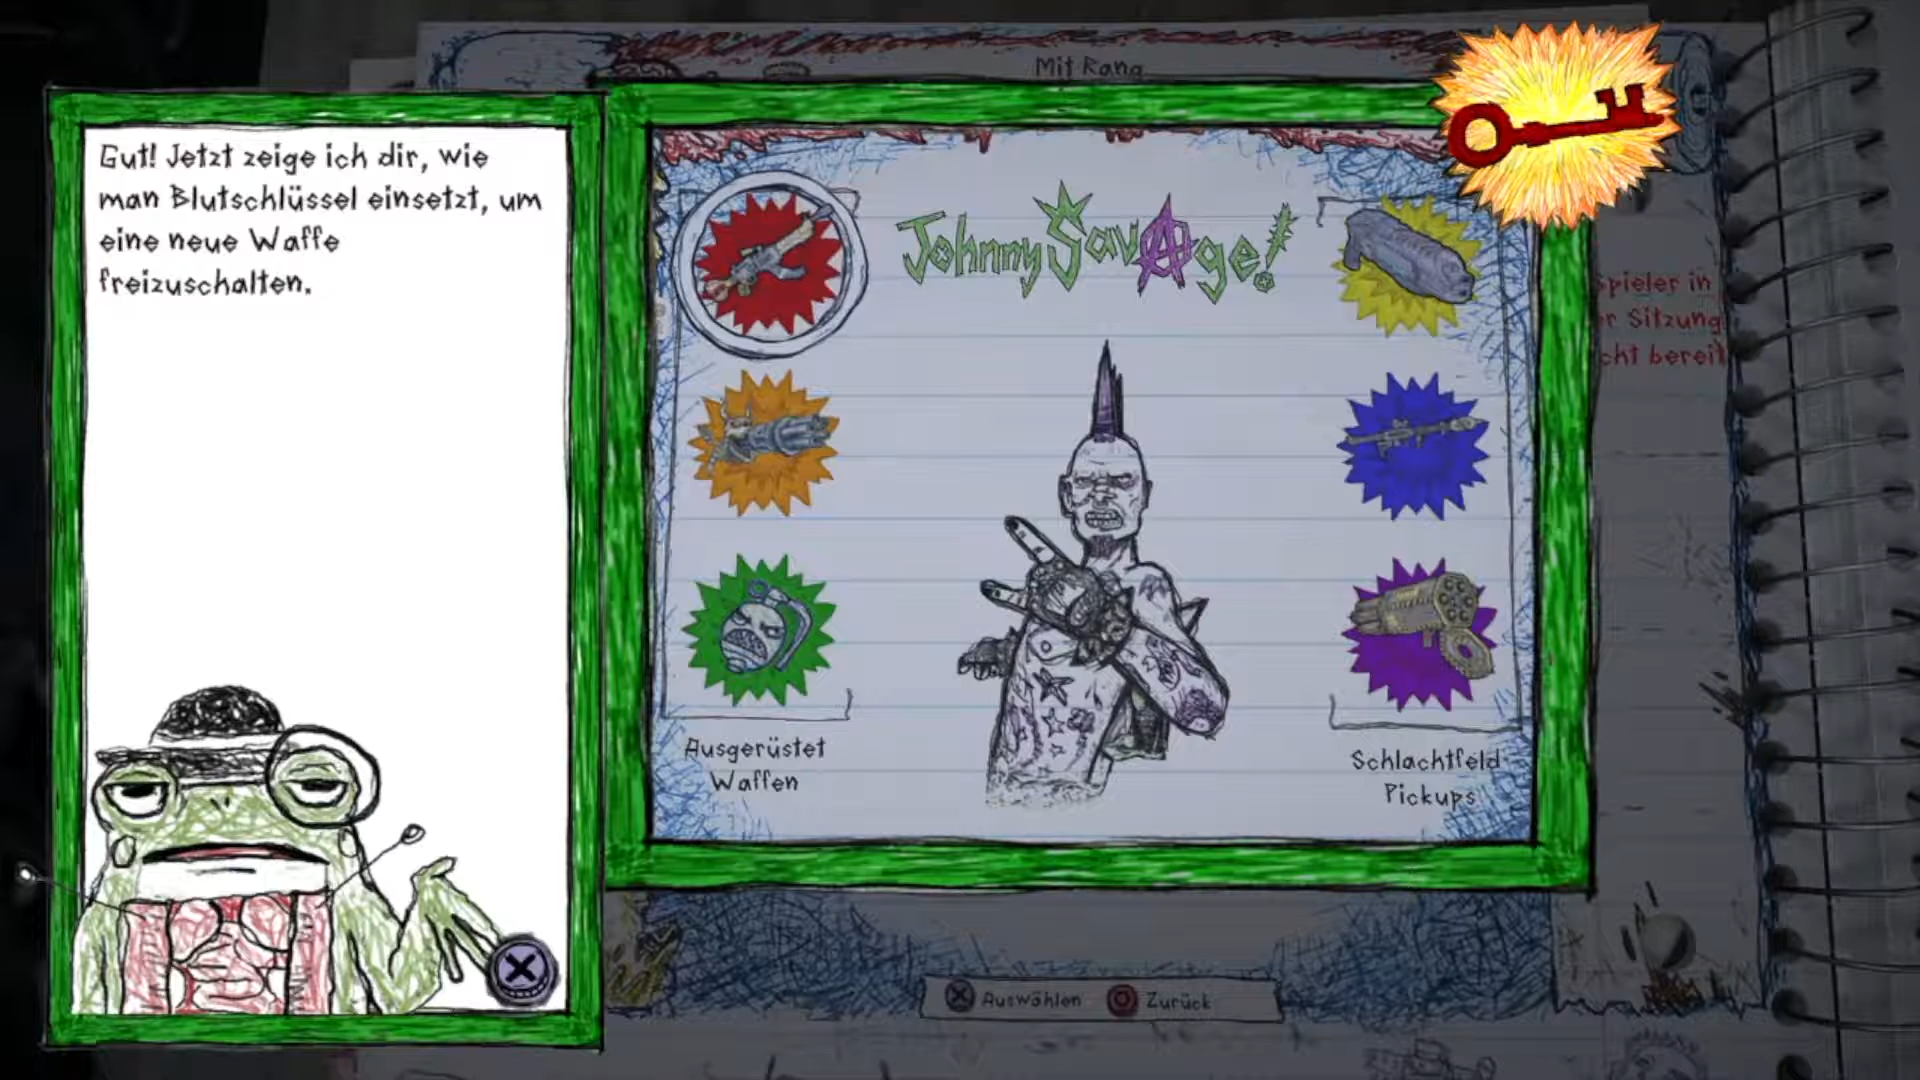 Mit Rang
Gut! Jetzt zeige ich dir, wie
man Blutschlüssel einsetzt, um
eine neue Waffe
freizuschalten.
Johnny Savage!
Spieler in
er Sitzung
cht bereit
Ausgerüstet
Waffen
Schlachtfeld
Pickups
Auswählen
Zurück